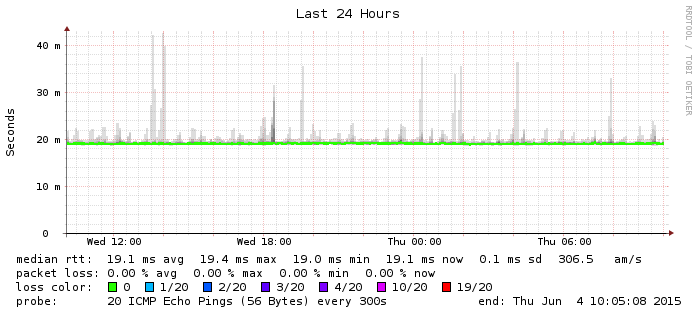 Last 24 Hours
RRDTOOL / TOBI OETIKER
Seconds
40 m
30 m
20 m
10 m
0
Wed 12:00 Wed 18:00 Thu 00:00 Thu 06:00
median rtt: 19.1 ms avg 19.4 ms max 19.0 ms min 19.1 ms now 0.1 ms sd 306.5 am/s
packet loss: 0.00 % avg 0.00 % max 0.00 % min 0.00 % now
loss color: 0 1/20 2/20 3/20 4/20 10/20 19/20
probe: 20 ICMP Echo Pings (56 Bytes) every 300s end: Thu Jun 4 10:05:08 2015